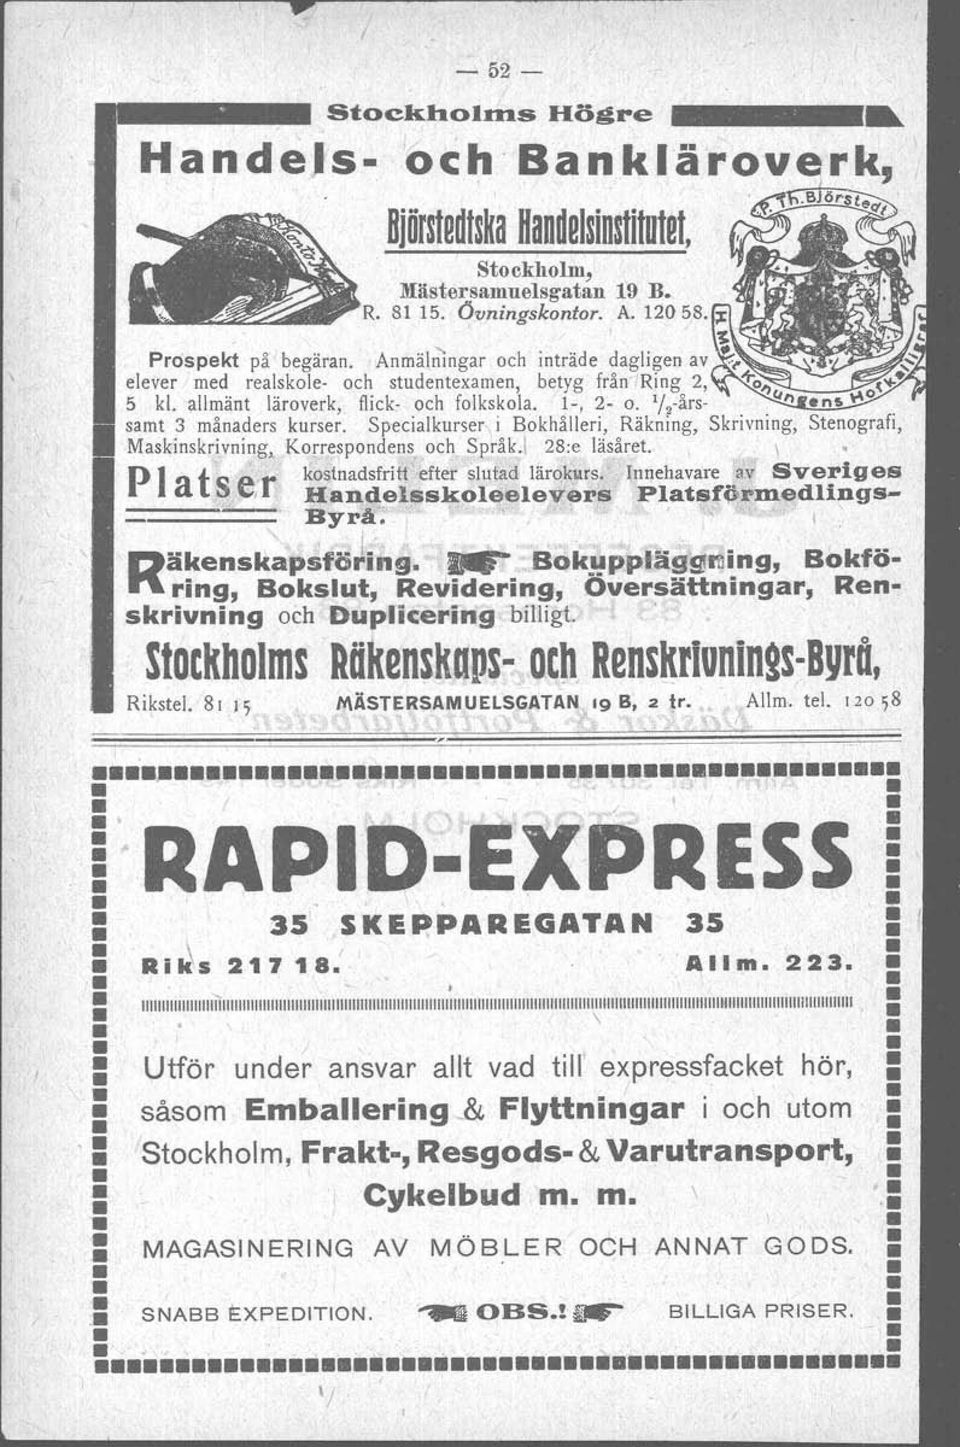 — 52 —
Stockholms Högre
Handels- och Bankläroverk,
P. Th. Björstedt
Konto
Björstedtska Handelsinstitutet,
Stockholm,
Mästersamuelsgatan 19 B.
R. 81 15. Övningskontor. A. 120 58.
H. Maj:t Konungens Hofkalligraf
Prospekt på begäran. Anmälningar och inträde dagligen av
elever med realskole- och studentexamen, betyg från Ring 2,
5 kl. allmänt läroverk, flick- och folkskola. 1-, 2- o. 1/2-års-
samt 3 månaders kurser. Specialkurser i Bokhålleri, Räkning, Skrivning, Stenografi,
Maskinskrivning, Korrespondens och Språk. 28:e läsåret.
Platser kostnadsfritt efter slutad lärokurs. Innehavare av Sveriges
Handelsskoleelevers Platsförmedlings-
Byrå.
Räkenskapsföring. Bokuppläggning, Bokfö-
ring, Bokslut, Revidering, Översättningar, Ren-
skrivning och Duplicering billigt.
Stockholms Räkenskaps- och Renskrivnings-Byrå,
Rikstel. 81 15 MÄSTERSAMUELSGATAN 19 B, 2 tr. Allm. tel. 120 58
RAPID-EXPRESS
35 SKEPPAREGATAN 35
Riks 217 18. Allm. 223.
Utför under ansvar allt vad till expressfacket hör,
såsom Emballering & Flyttningar i och utom
Stockholm, Frakt-, Resgods- & Varutransport,
Cykelbud m. m.
MAGASINERING AV MÖBLER OCH ANNAT GODS.
SNABB EXPEDITION. OBS.! BILLIGA PRISER.